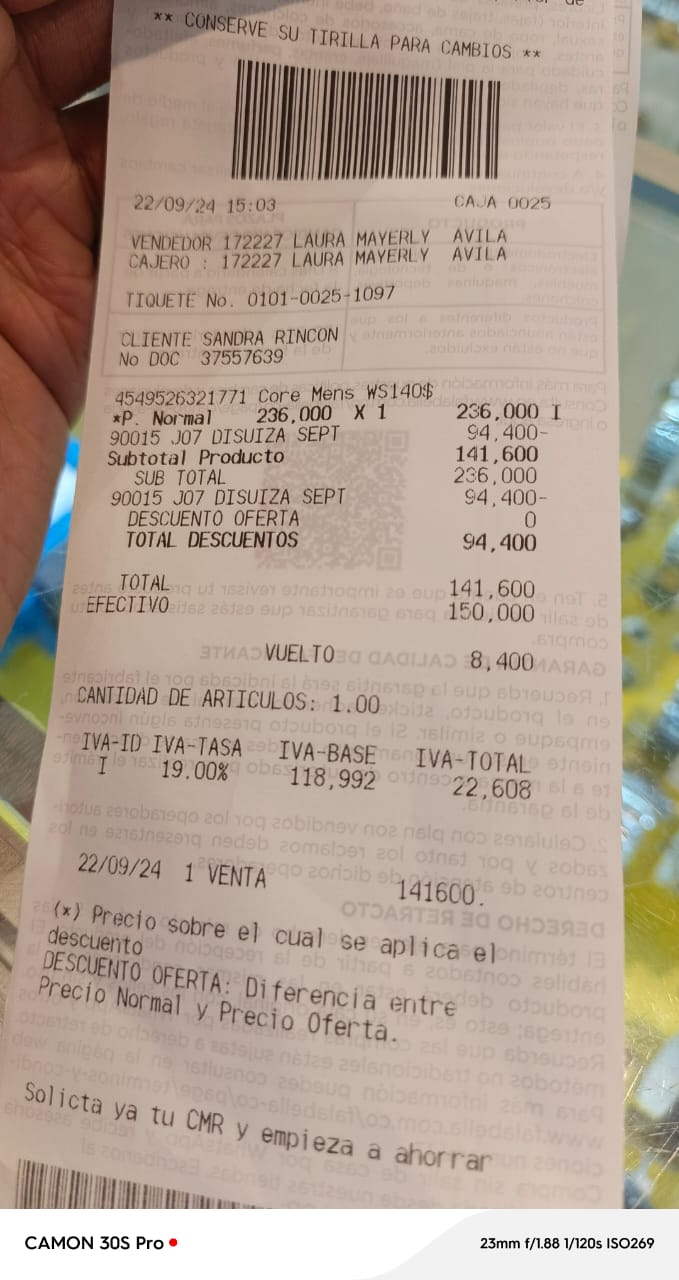 ** CONSERVE SU TIRILLA PARA CAMBIOS **
22/09/24 15:03 CAJA 0025
VENDEDOR 172227 LAURA MAYERLY AVILA
CAJERO : 172227 LAURA MAYERLY AVILA
TIQUETE No. 0101-0025-1097
CLIENTE SANDRA RINCON
No DOC 37557639
4549526321771 Core Mens WS140$
*P. Normal 236,000 X 1 236,000 I
90015 J07 DISUIZA SEPT 94,400-
Subtotal Producto 141,600
SUB TOTAL 236,000
90015 J07 DISUIZA SEPT 94,400-
DESCUENTO OFERTA 0
TOTAL DESCUENTOS 94,400
TOTAL 141,600
EFECTIVO 150,000
VUELTO 8,400
CANTIDAD DE ARTICULOS: 1.00
IVA-ID IVA-TASA IVA-BASE IVA-TOTAL
I 19.00% 118,992 22,608
22/09/24 1 VENTA 141600.
(*) Precio sobre el cual se aplica el
descuento
DESCUENTO OFERTA: Diferencia entre
Precio Normal y Precio Oferta.
Solicta ya tu CMR y empieza a ahorrar
CAMON 30S Pro 23mm f/1.88 1/120s ISO269